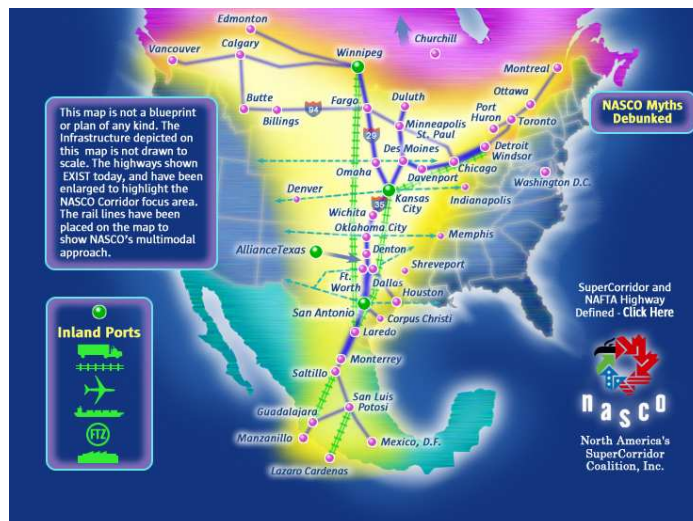 Edmonton
Churchill
Vancouver
Calgary
Winnipeg
Montreal
Ottawa
Butte
Billings
94
Fargo
Duluth
Port
Huron
Toronto
NASCO Myths
Debunked
This map is not a blueprint
or plan of any kind. The
Infrastructure depicted on
this map is not drawn to
scale. The highways shown
EXIST today, and have been
enlarged to highlight the
NASCO Corridor focus area.
The rail lines have been
placed on the map to
show NASCO's multimodal
approach.
29
Minneapolis
St. Paul
Des Moines
Detroit
Windsor
Omaha
Davenport
Chicago
Washington D.C.
Denver
Kansas
City
Indianapolis
35
Wichita
Oklahoma City
Memphis
AllianceTexas
Denton
Ft.
Worth
Dallas
Shreveport
Houston
San Antonio
Corpus Christi
Laredo
SuperCorridor and
NAFTA Highway
Defined - Click Here
Inland Ports
FTZ
Monterrey
Saltillo
San Luis
Potosi
Guadalajara
Manzanillo
Mexico, D.F.
Lazaro Cardenas
nasco
North America's
SuperCorridor
Coalition, Inc.